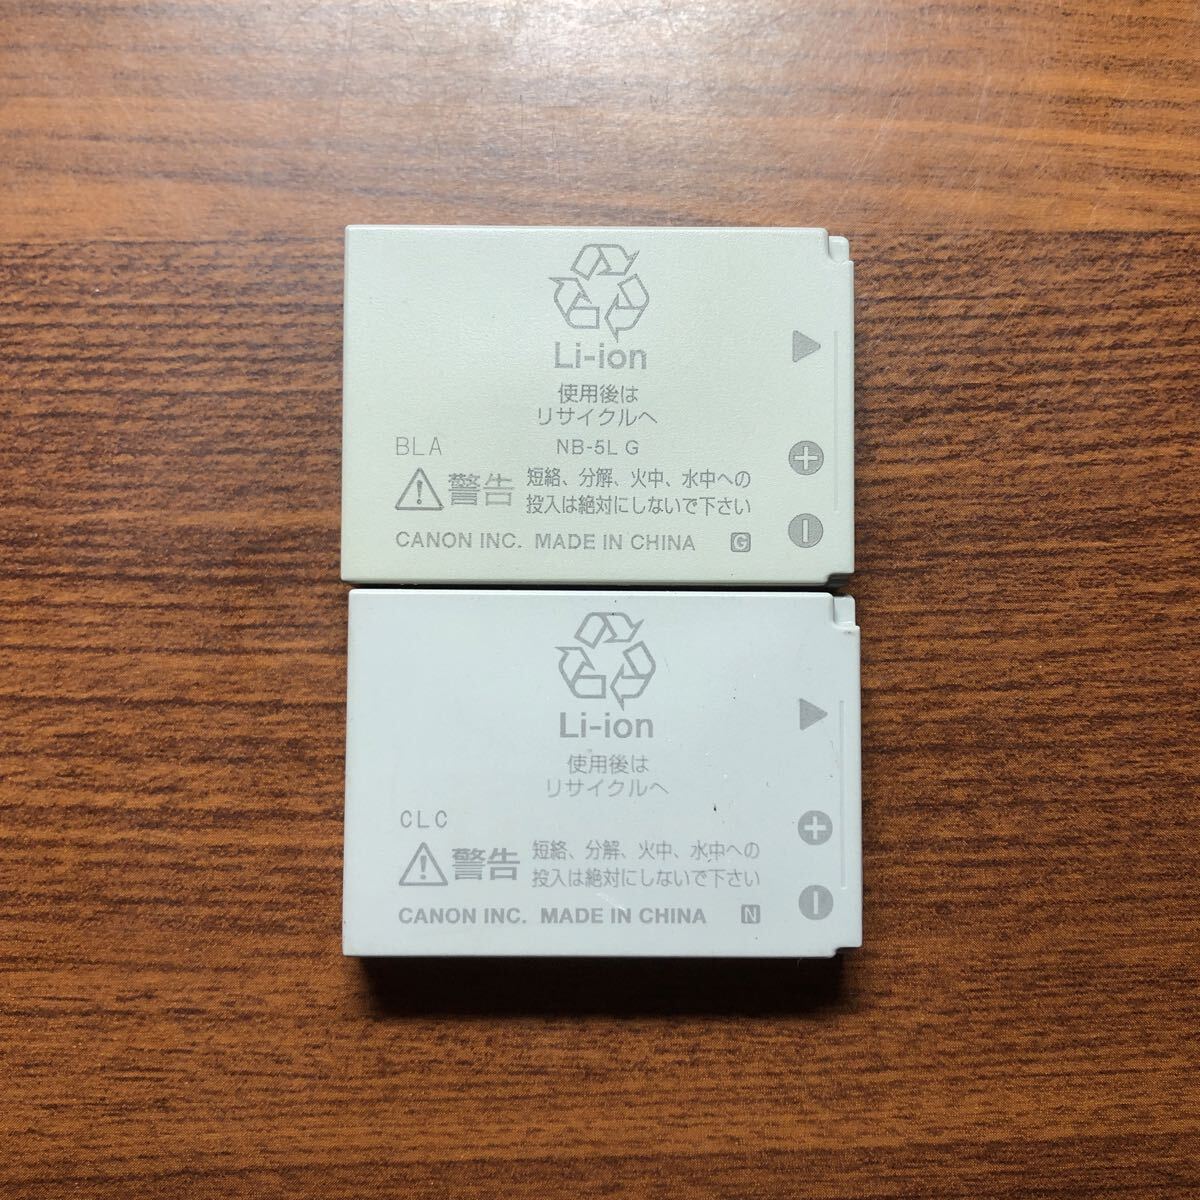 Li-ion
使用後は
リサイクルへ
BLA NB-5L G
警告 短絡、分解、火中、水中への
投入は絶対にしないで下さい
CANON INC. MADE IN CHINA G
Li-ion
使用後は
リサイクルへ
CLC
警告 短絡、分解、火中、水中への
投入は絶対にしないで下さい
CANON INC. MADE IN CHINA N